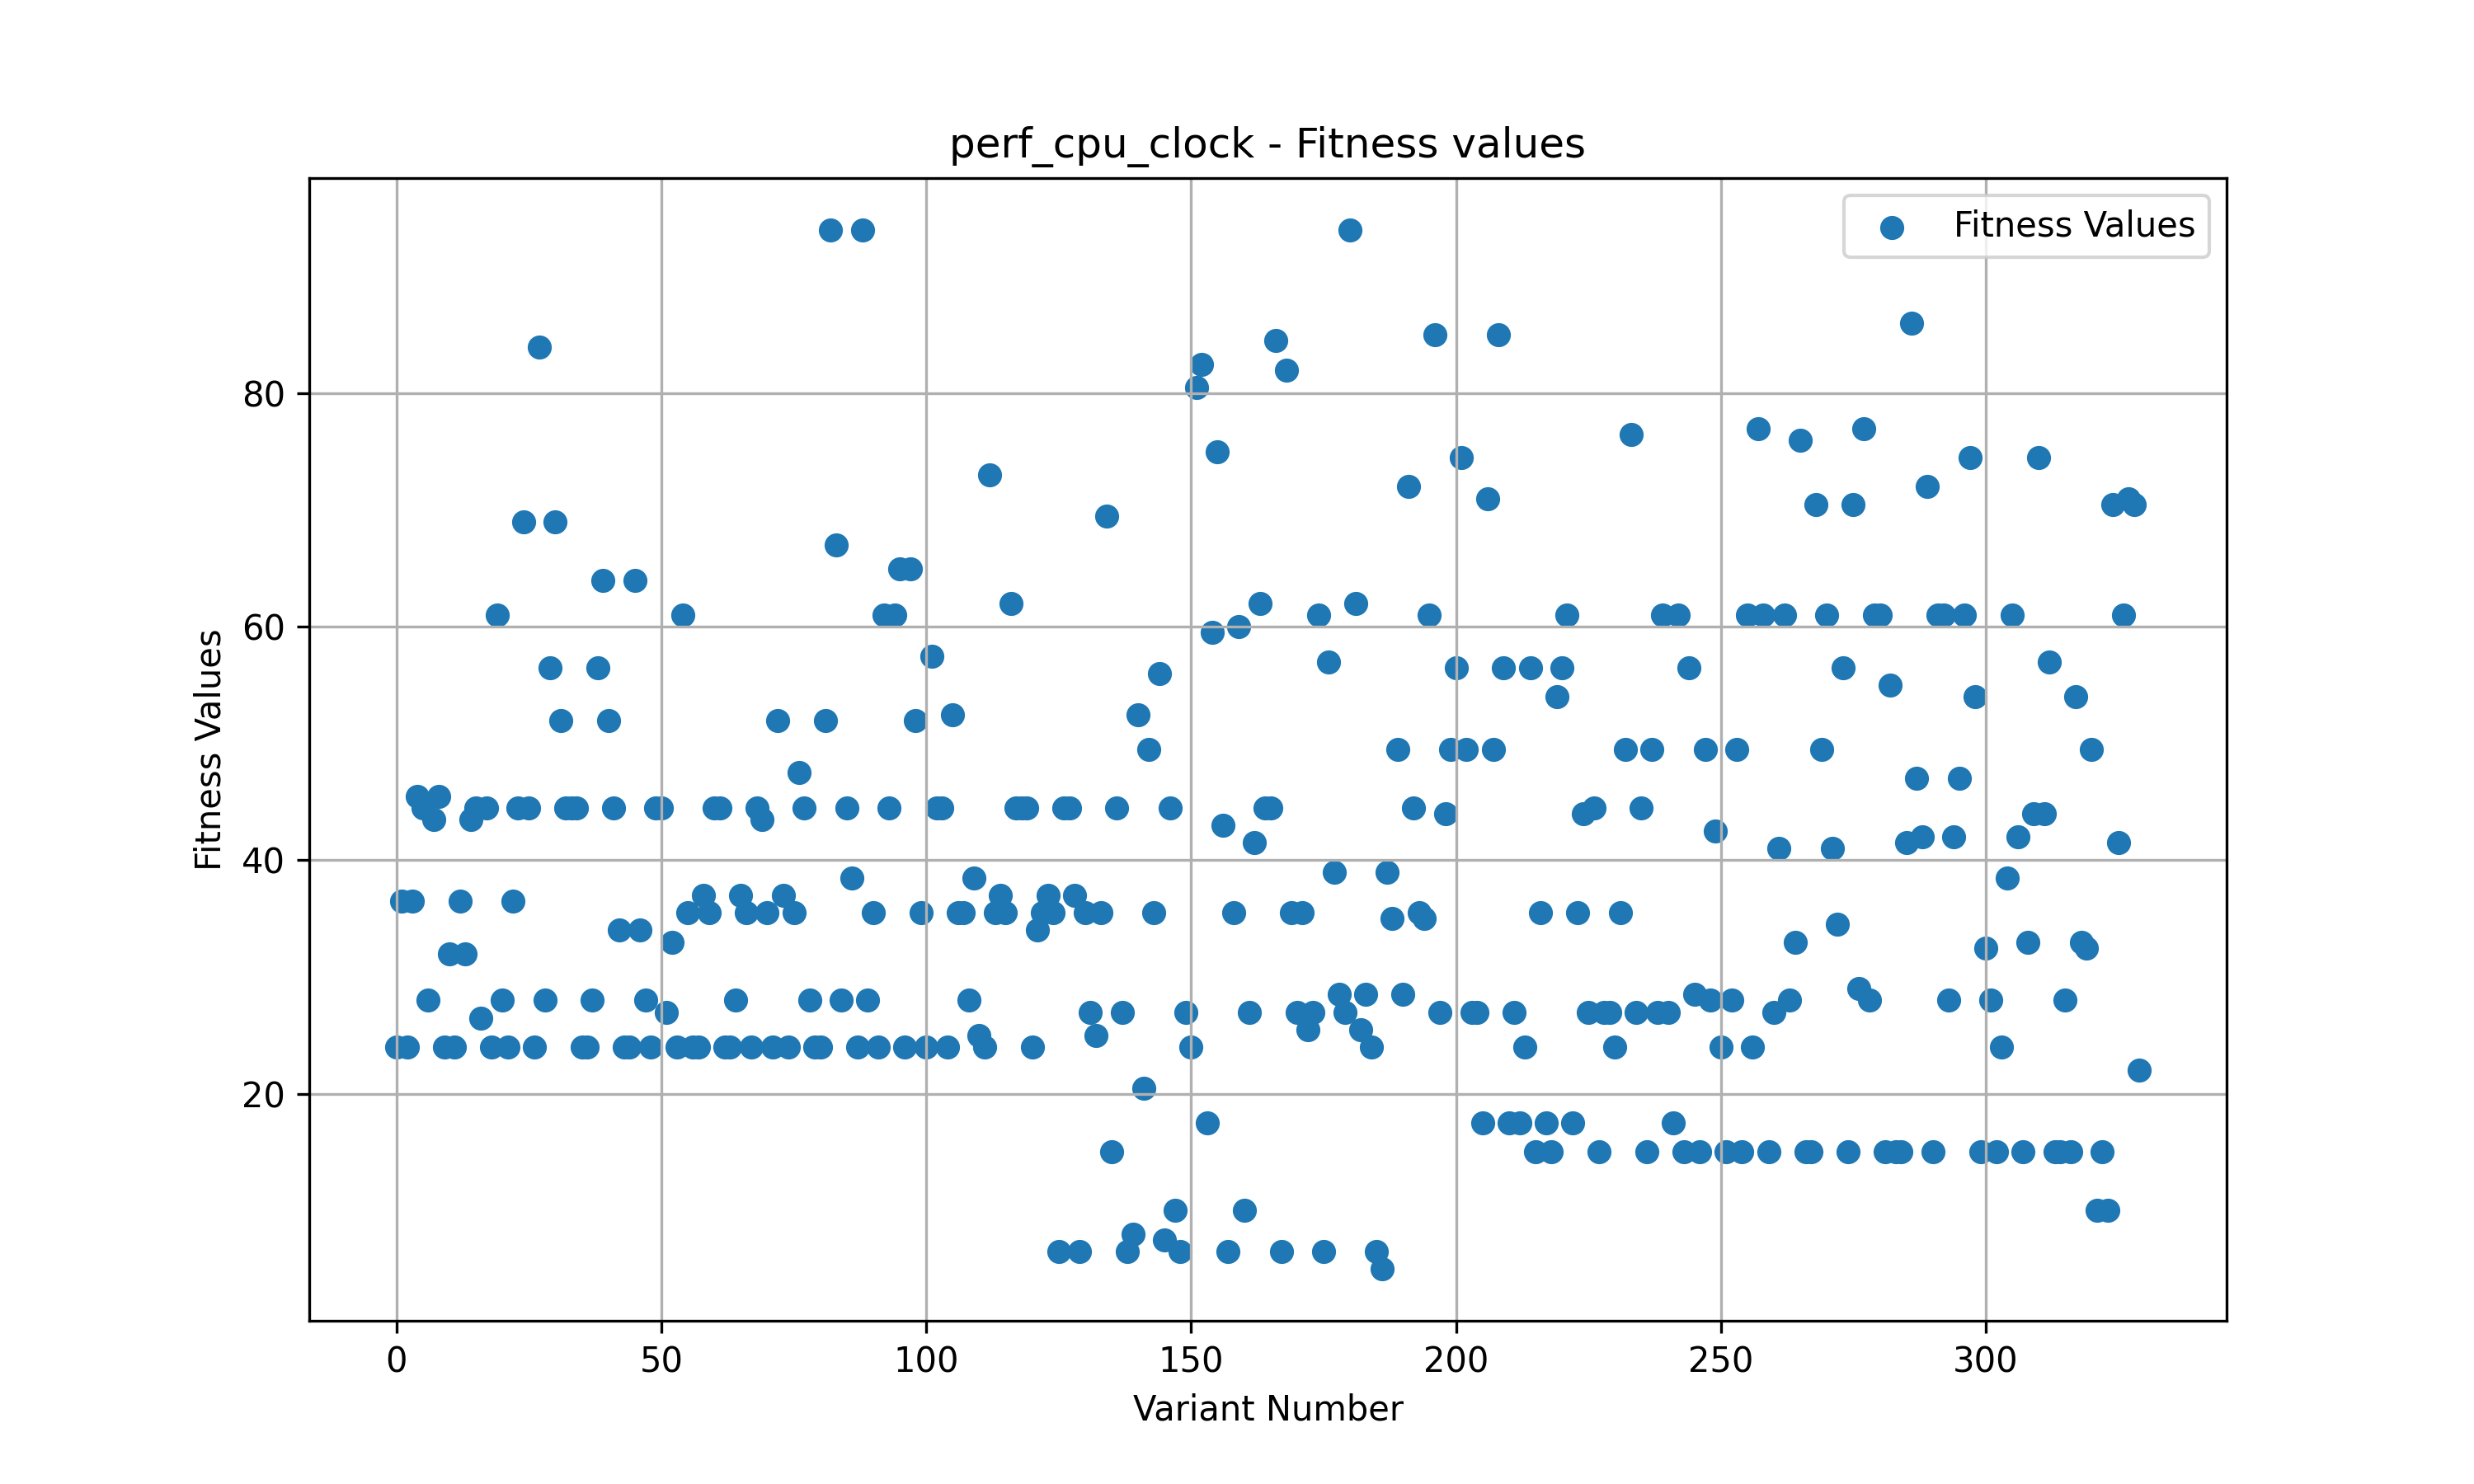 perf_cpu_clock - Fitness values
Fitness Values
80
60
40
20
Fitness Values
0 50 100 150 200 250 300
Variant Number